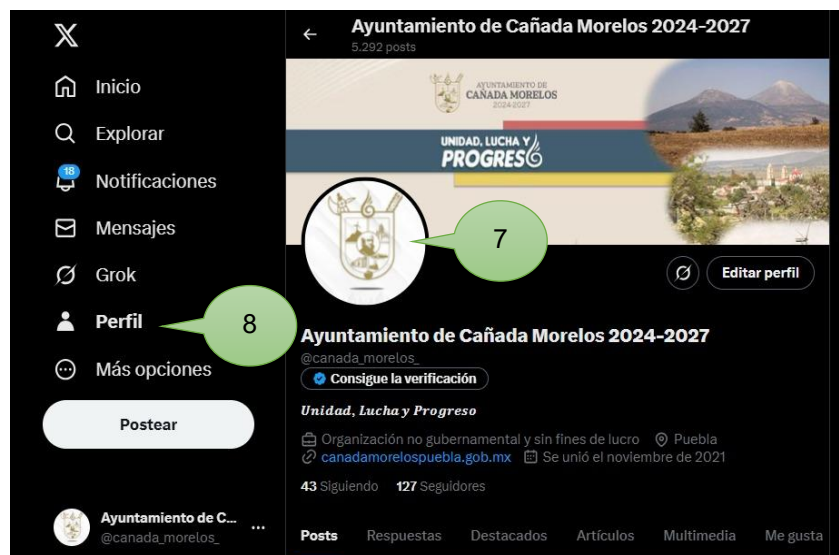 Inicio
Explorar
18
Notificaciones
Mensajes
Grok
Perfil
8
Más opciones
Postear
Ayuntamiento de C...
@canada_morelos_
Ayuntamiento de Cañada Morelos 2024-2027
5.292 posts
AYUNTAMIENTO DE
CAÑADA MORELOS
2024-2027
UNIDAD, LUCHA Y
PROGRESO
7
Editar perfil
Ayuntamiento de Cañada Morelos 2024-2027
@canada_morelos_
Consigue la verificación
Unidad, Lucha y Progreso
Organización no gubernamental y sin fines de lucro Puebla
canadamorelospuebla.gob.mx Se unió el noviembre de 2021
43 Siguiendo 127 Seguidores
Posts Respuestas Destacados Artículos Multimedia Me gusta